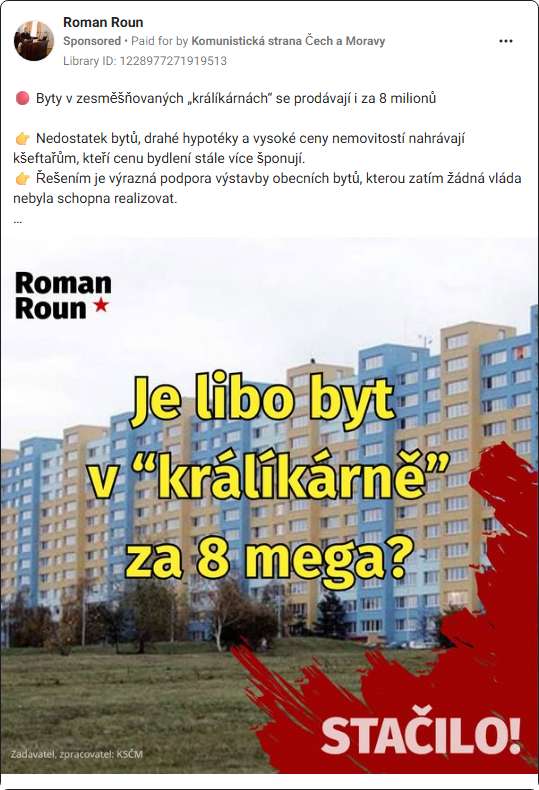 Roman Roun
Sponsored • Paid for by Komunistická strana Čech a Moravy
Library ID: 1228977271919513
🔴 Byty v zesměšňovaných „králíkárnách“ se prodávají i za 8 milionů
👉 Nedostatek bytů, drahé hypotéky a vysoké ceny nemovitostí nahrávají
kšeftařům, kteří cenu bydlení stále více šponují.
👉 Řešením je výrazná podpora výstavby obecních bytů, kterou zatím žádná vláda
nebyla schopna realizovat.
...
Roman
Roun
Je libo byt
v “králíkárně”
za 8 mega?
STAČILO!
Zadavatel, zpracovatel: KSČM